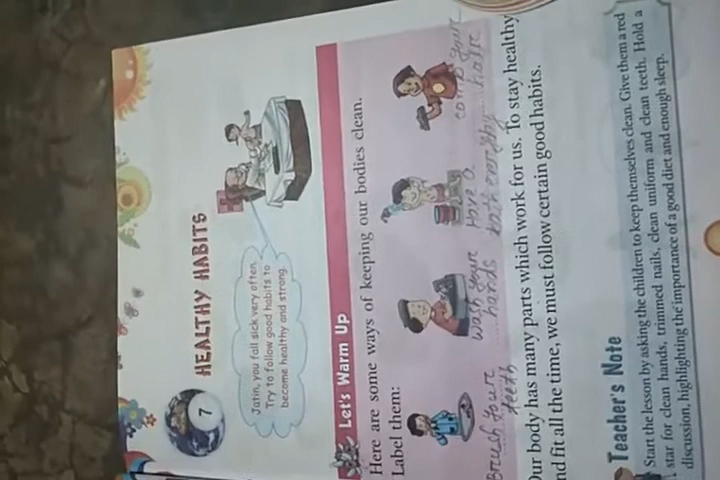 7
HEALTHY HABITS
Jatin, you fall sick very often.
Try to follow good habits to
become healthy and strong.
Let's Warm Up
Here are some ways of keeping our bodies clean.
Label them:
Brush your
teeth
wash your
hands
Have a
bath everyday
comb your
hair
Our body has many parts which work for us. To stay healthy
and fit all the time, we must follow certain good habits.
Teacher's Note
Start the lesson by asking the children to keep themselves clean. Give them a red
star for clean hands, trimmed nails, clean uniform and clean teeth. Hold a
discussion, highlighting the importance of a good diet and enough sleep.